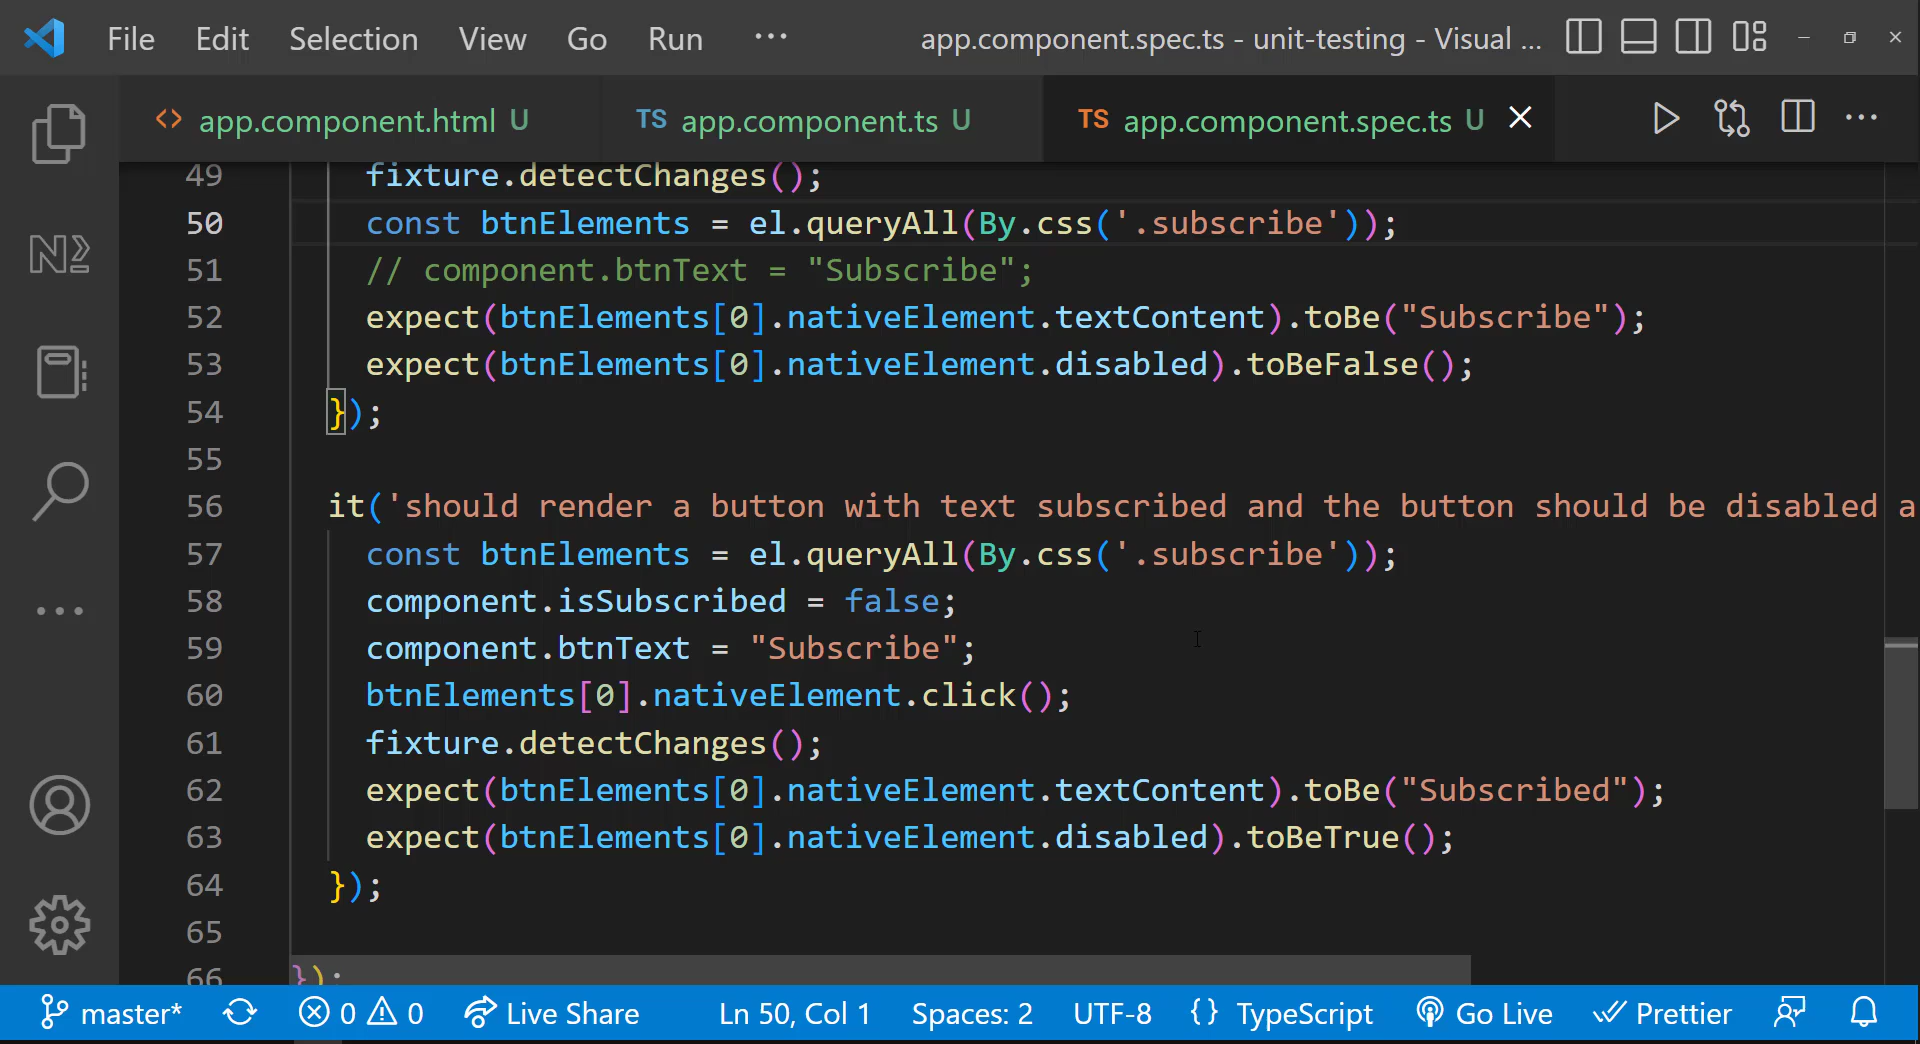 File Edit Selection View Go Run ··· app.component.spec.ts - unit-testing - Visual ...
<> app.component.html U TS app.component.ts U TS app.component.spec.ts U
49 fixture.detectChanges();
50 const btnElements = el.queryAll(By.css('.subscribe'));
51 // component.btnText = "Subscribe";
52 expect(btnElements[0].nativeElement.textContent).toBe("Subscribe");
53 expect(btnElements[0].nativeElement.disabled).toBeFalse();
54 });
55
56 it('should render a button with text subscribed and the button should be disabled a
57 const btnElements = el.queryAll(By.css('.subscribe'));
58 component.isSubscribed = false;
59 component.btnText = "Subscribe";
60 btnElements[0].nativeElement.click();
61 fixture.detectChanges();
62 expect(btnElements[0].nativeElement.textContent).toBe("Subscribed");
63 expect(btnElements[0].nativeElement.disabled).toBeTrue();
64 });
65
66 });
master* 0 0 Live Share Ln 50, Col 1 Spaces: 2 UTF-8 {} TypeScript Go Live Prettier